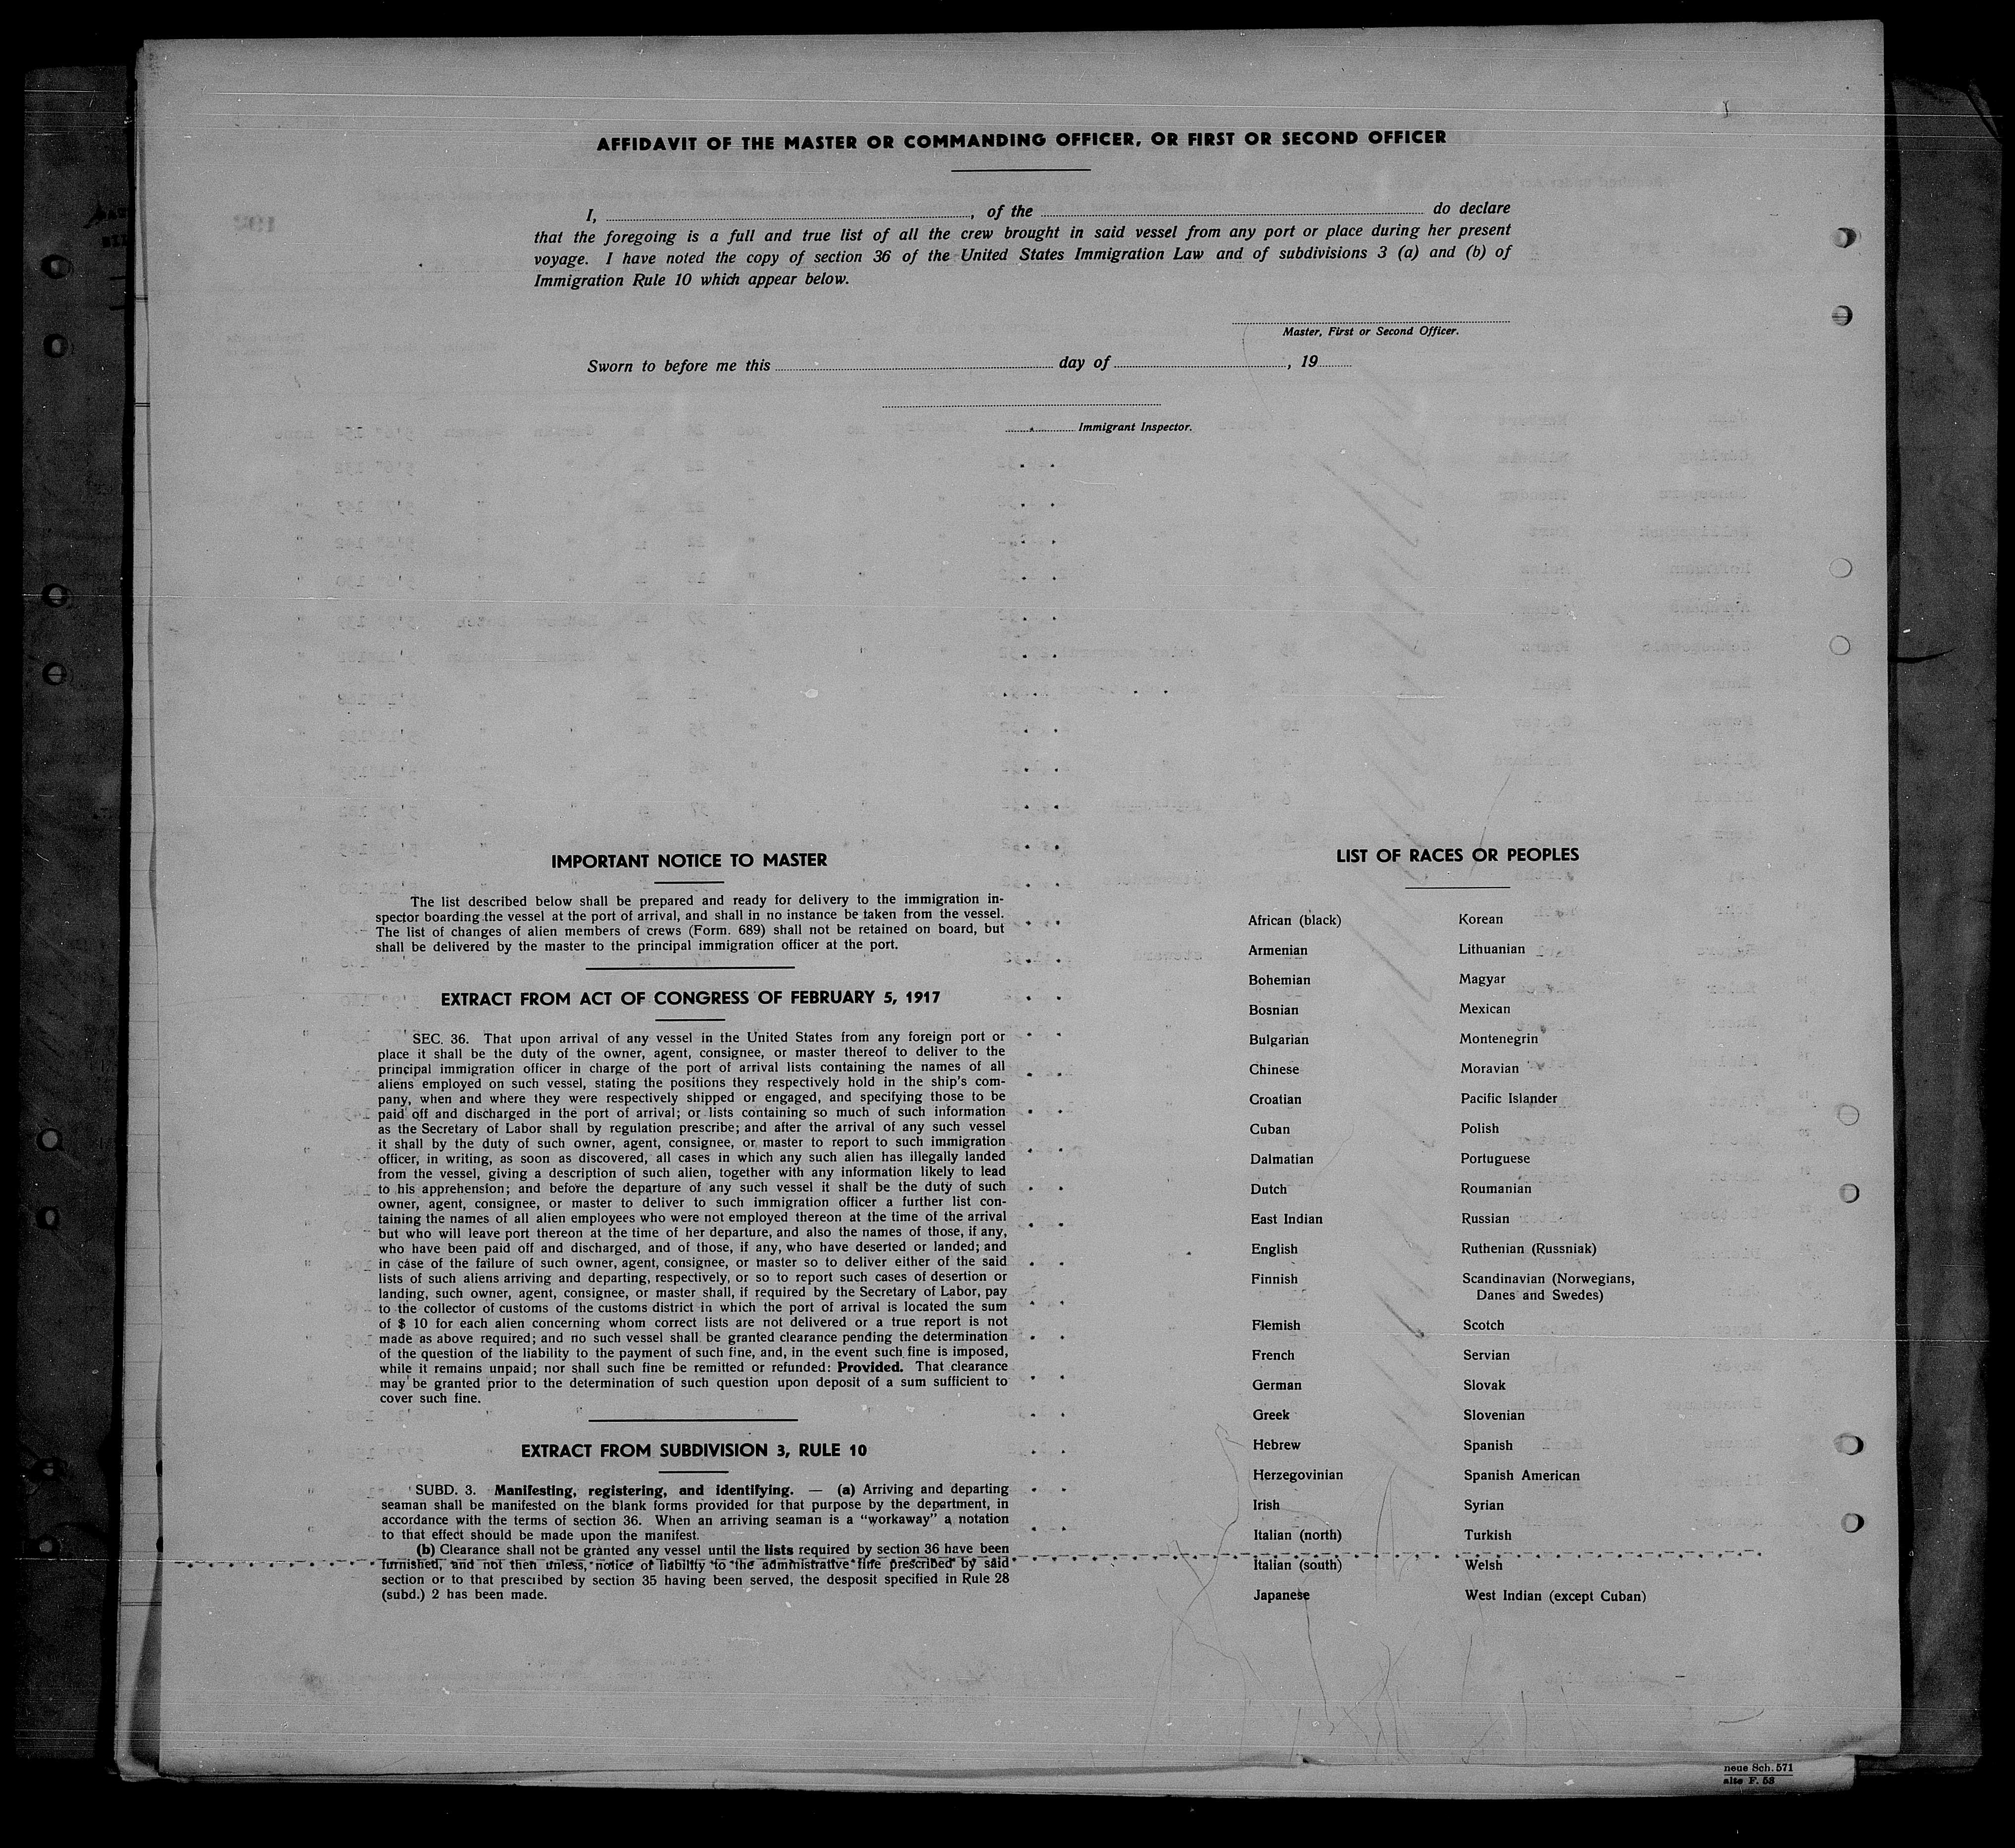 AFFIDAVIT OF THE MASTER OR COMMANDING OFFICER, OR FIRST OR SECOND OFFICER
I, , of the do declare
that the foregoing is a full and true list of all the crew brought in said vessel from any port or place during her present
voyage. I have noted the copy of section 36 of the United States Immigration Law and of subdivisions 3 (a) and (b) of
Immigration Rule 10 which appear below.
Master, First or Second Officer.
Sworn to before me this day of , 19
Immigrant Inspector.
IMPORTANT NOTICE TO MASTER
The list described below shall be prepared and ready for delivery to the immigration in-
spector boarding the vessel at the port of arrival, and shall in no instance be taken from the vessel.
The list of changes of alien members of crews (Form. 689) shall not be retained on board, but
shall be delivered by the master to the principal immigration officer at the port.
EXTRACT FROM ACT OF CONGRESS OF FEBRUARY 5, 1917
SEC. 36. That upon arrival of any vessel in the United States from any foreign port or
place it shall be the duty of the owner, agent, consignee, or master thereof to deliver to the
principal immigration officer in charge of the port of arrival lists containing the names of all
aliens employed on such vessel, stating the positions they respectively hold in the ship's com-
pany, when and where they were respectively shipped or engaged, and specifying those to be
paid off and discharged in the port of arrival; or lists containing so much of such information
as the Secretary of Labor shall by regulation prescribe; and after the arrival of any such vessel
it shall by the duty of such owner, agent, consignee, or master to report to such immigration
officer, in writing, as soon as discovered, all cases in which any such alien has illegally landed
from the vessel, giving a description of such alien, together with any information likely to lead
to his apprehension; and before the departure of any such vessel it shall be the duty of such
owner, agent, consignee, or master to deliver to such immigration officer a further list con-
taining the names of all alien employees who were not employed thereon at the time of the arrival
but who will leave port thereon at the time of her departure, and also the names of those, if any,
who have been paid off and discharged, and of those, if any, who have deserted or landed; and
in case of the failure of such owner, agent, consignee, or master so to deliver either of the said
lists of such aliens arriving and departing, respectively, or so to report such cases of desertion or
landing, such owner, agent, consignee, or master shall, if required by the Secretary of Labor, pay
to the collector of customs of the customs district in which the port of arrival is located the sum
of $ 10 for each alien concerning whom correct lists are not delivered or a true report is not
made as above required; and no such vessel shall be granted clearance pending the determination
of the question of the liability to the payment of such fine, and, in the event such fine is imposed,
while it remains unpaid; nor shall such fine be remitted or refunded: Provided. That clearance
may be granted prior to the determination of such question upon deposit of a sum sufficient to
cover such fine.
EXTRACT FROM SUBDIVISION 3, RULE 10
SUBD. 3. Manifesting, registering, and identifying. — (a) Arriving and departing
seaman shall be manifested on the blank forms provided for that purpose by the department, in
accordance with the terms of section 36. When an arriving seaman is a "workaway" a notation
to that effect should be made upon the manifest.
(b) Clearance shall not be granted any vessel until the lists required by section 36 have been
furnished, and not then unless, notice of liability to the administrative fine prescribed by said
section or to that prescribed by section 35 having been served, the desposit specified in Rule 28
(subd.) 2 has been made.
LIST OF RACES OR PEOPLES
African (black) Korean
Armenian Lithuanian
Bohemian Magyar
Bosnian Mexican
Bulgarian Montenegrin
Chinese Moravian
Croatian Pacific Islander
Cuban Polish
Dalmatian Portuguese
Dutch Roumanian
East Indian Russian
English Ruthenian (Russniak)
Finnish Scandinavian (Norwegians,
Danes and Swedes)
Flemish Scotch
French Servian
German Slovak
Greek Slovenian
Hebrew Spanish
Herzegovinian Spanish American
Irish Syrian
Italian (north) Turkish
Italian (south) Welsh
Japanese West Indian (except Cuban)
neue Sch. 571
alte F. 53